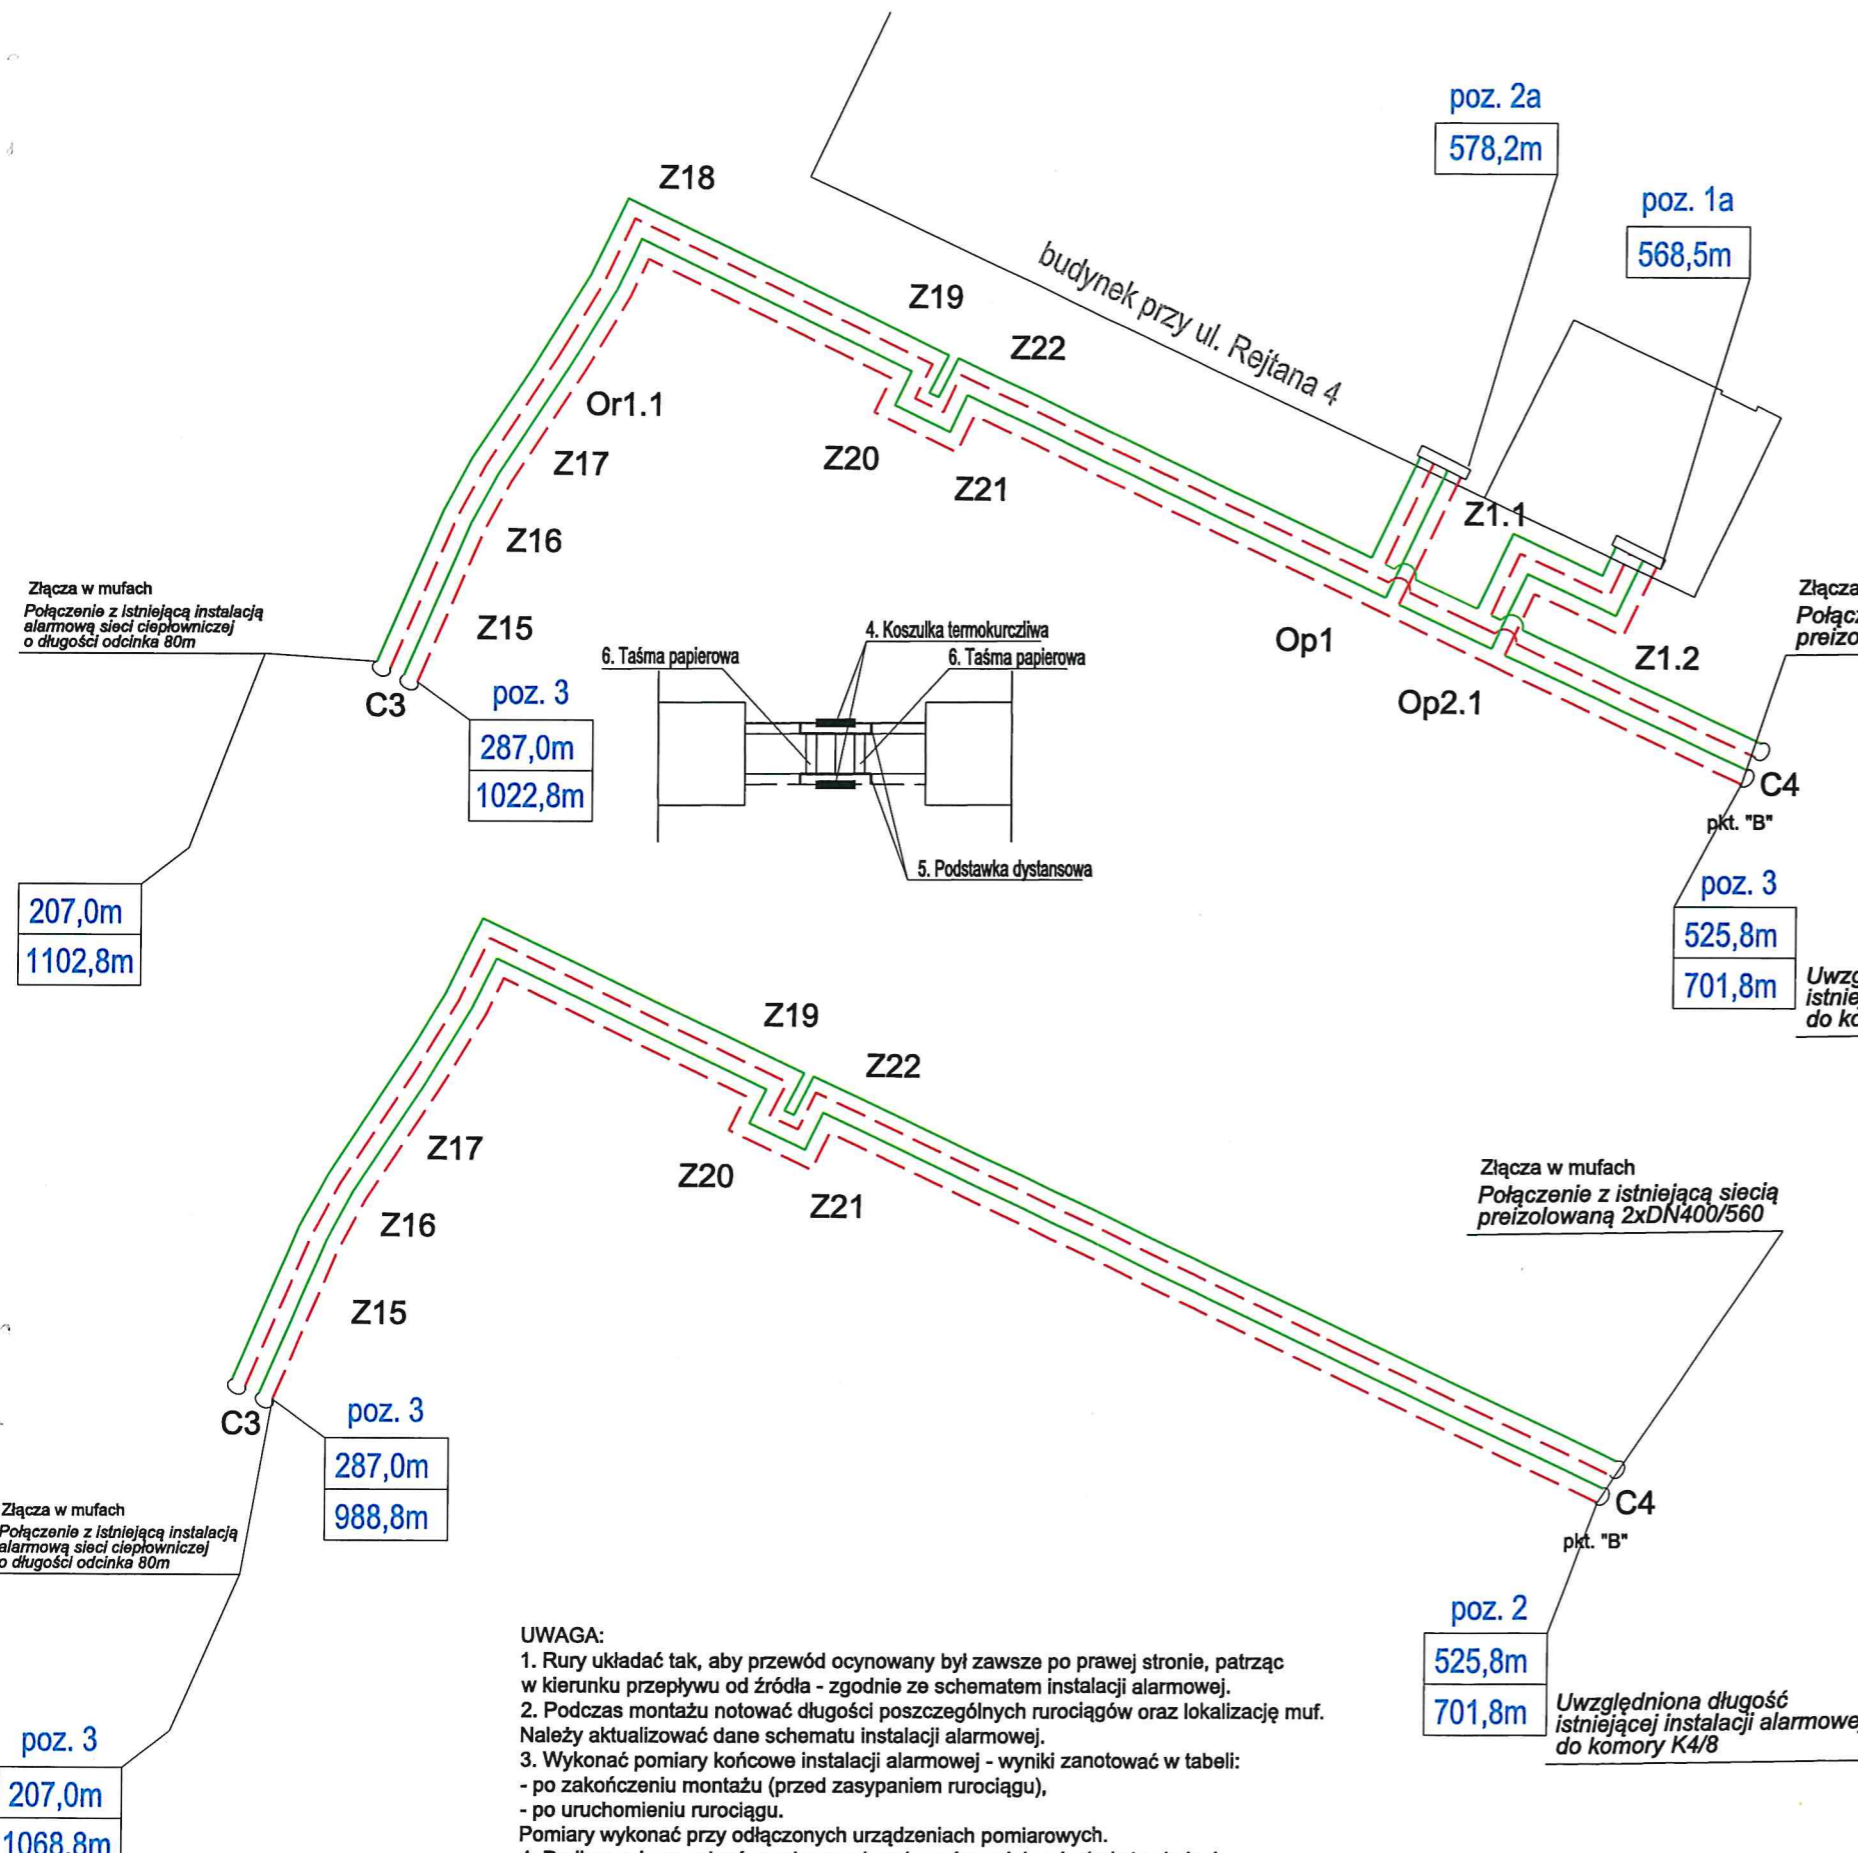 poz. 2a
578,2m
poz. 1a
568,5m
Z18
budynek przy ul. Rejtana 4
Z19
Z22
Or1.1
Z20
Z17
Z21
Z1.1
Z16
Złącza w mufach
Połączenie z istniejącą instalacją
alarmową sieci ciepłowniczej
o długości odcinka 80m
Z15
4. Koszulka termokurczliwa
6. Taśma papierowa
6. Taśma papierowa
Op1
Złącza
Z1.2
C3
poz. 3
287,0m
1022,8m
Op2.1
C4
pkt. "B"
5. Podstawka dystansowa
207,0m
1102,8m
poz. 3
525,8m
701,8m
do
Z19
Z22
Z17
Z20
Z21
Z16
Z15
Złącza w mufach
Połączenie z istniejącą siecią
preizolowaną 2xDN400/560
C3
poz. 3
287,0m
988,8m
Złącza w mufach
Połączenie z istniejącą instalacją
alarmową sieci ciepłowniczej
o długości odcinka 80m
C4
pkt. "B"
poz. 2
525,8m
701,8m
Uwzględniona długość
istniejącej instalacji
do komory K4/8
UWAGA:
1. Rury układać tak, aby przewód ocynowany był zawsze po prawej stronie, patrząc
w kierunku przepływu od źródła - zgodnie ze schematem instalacji alarmowej.
2. Podczas montażu notować długości poszczególnych rurociągów oraz lokalizację muf.
Należy aktualizować dane schematu instalacji alarmowej.
3. Wykonać pomiary końcowe instalacji alarmowej - wyniki zanotować w tabeli:
- po zakończeniu montażu (przed zasypaniem rurociągu),
- po uruchomieniu rurociągu.
Pomiary wykonać przy odłączonych urządzeniach pomiarowych.
poz. 3
207,0m
1068,8m